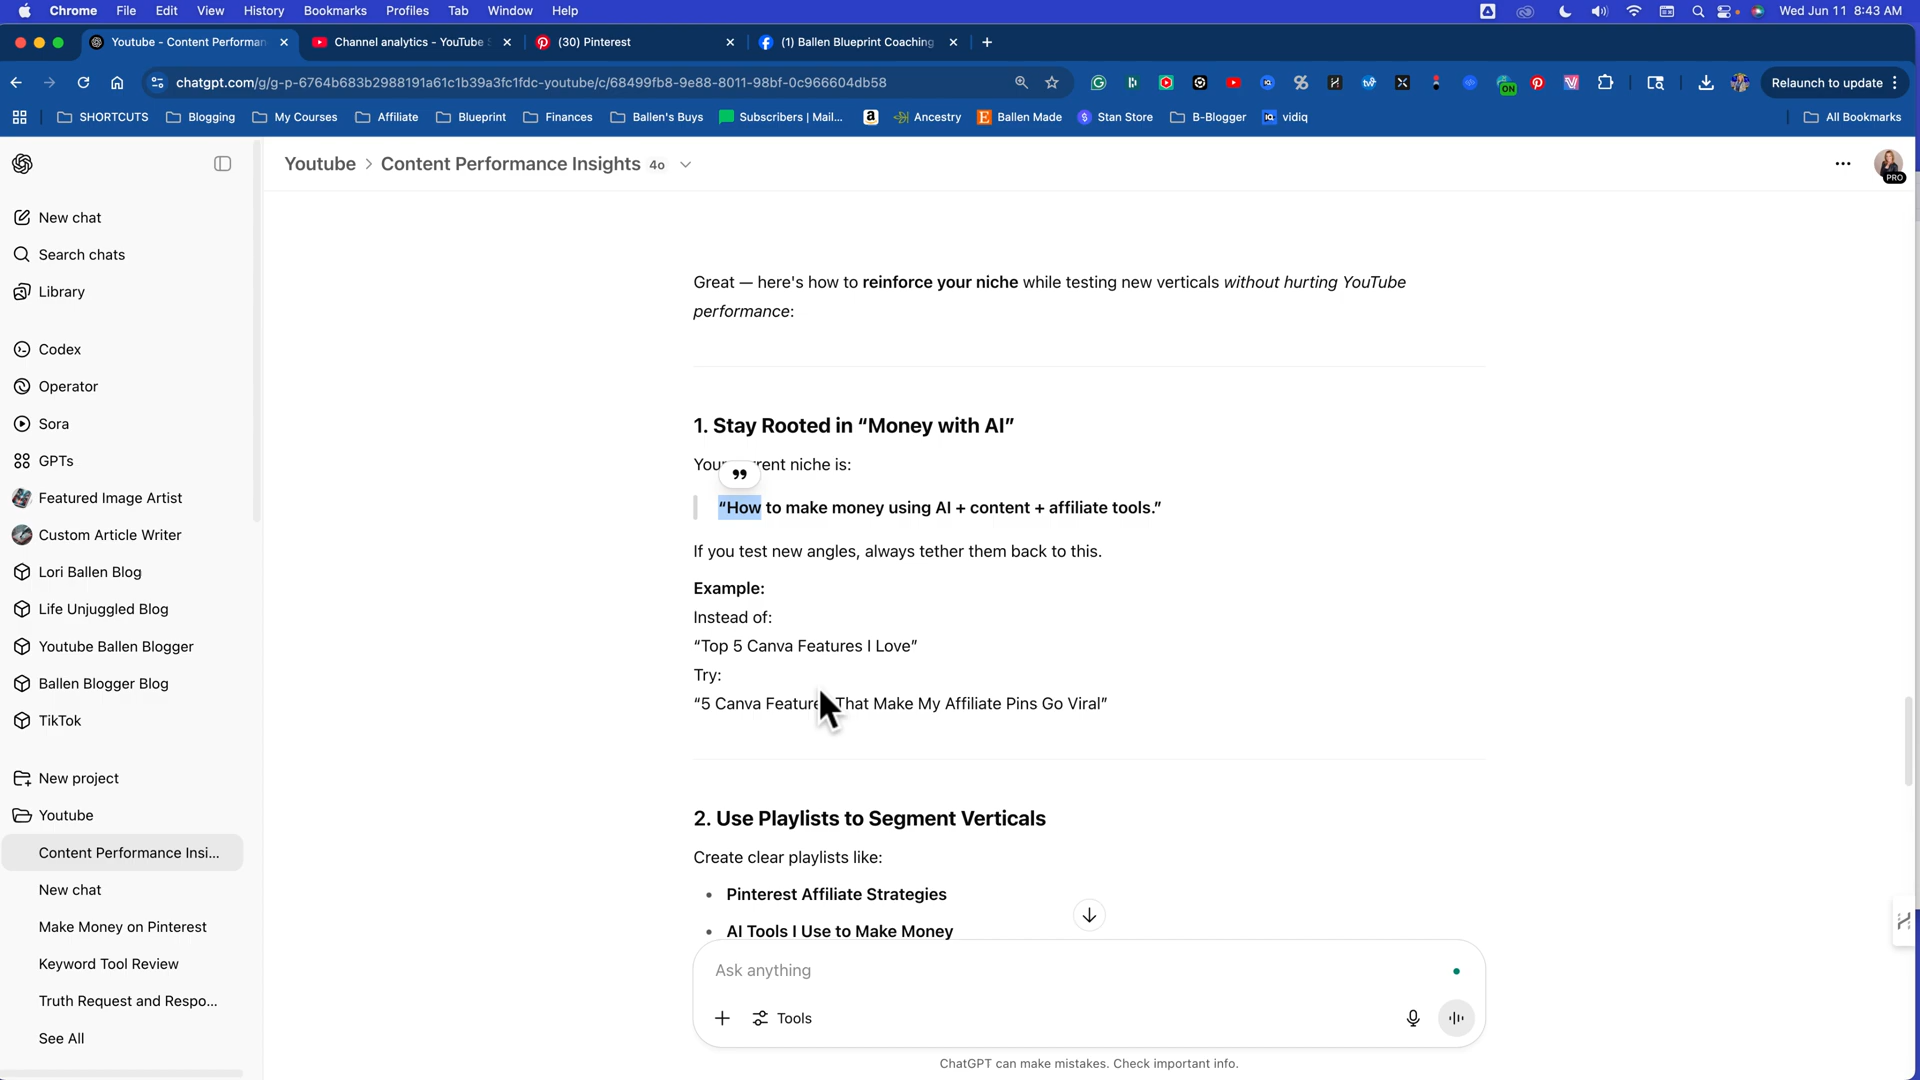 Chrome File Edit View History Bookmarks Profiles Tab Window Help Wed Jun 11 8:43 AM
Youtube - Content Performan Channel analytics - YouTube (30) Pinterest (1) Ballen Blueprint Coaching
chatgpt.com/g/g-p-6764b683b2988191a61c1b39a3fc1fdc-youtube/c/68499fb8-9e88-8011-98bf-0c966604db58 ON Relaunch to update
SHORTCUTS Blogging My Courses Affiliate Blueprint Finances Ballen's Buys Subscribers | Mail... Ancestry Ballen Made Stan Store B-Blogger vidiq All Bookmarks
Youtube > Content Performance Insights 4o
PRO
New chat
Search chats
Library
Codex
Operator
Sora
GPTs
Featured Image Artist
Custom Article Writer
Lori Ballen Blog
Life Unjuggled Blog
Youtube Ballen Blogger
Ballen Blogger Blog
TikTok
New project
Youtube
Content Performance Insi...
New chat
Make Money on Pinterest
Keyword Tool Review
Truth Request and Respo...
See All
Great — here's how to reinforce your niche while testing new verticals without hurting YouTube
performance:
1. Stay Rooted in “Money with AI”
niche is:
“How to make money using AI + content + affiliate tools.”
If you test new angles, always tether them back to this.
Example:
Instead of:
“Top 5 Canva Features I Love”
Try:
“5 Canva Features That Make My Affiliate Pins Go Viral”
2. Use Playlists to Segment Verticals
Create clear playlists like:
• Pinterest Affiliate Strategies
• AI Tools I Use to Make Money
Ask anything
Tools
ChatGPT can make mistakes. Check important info.